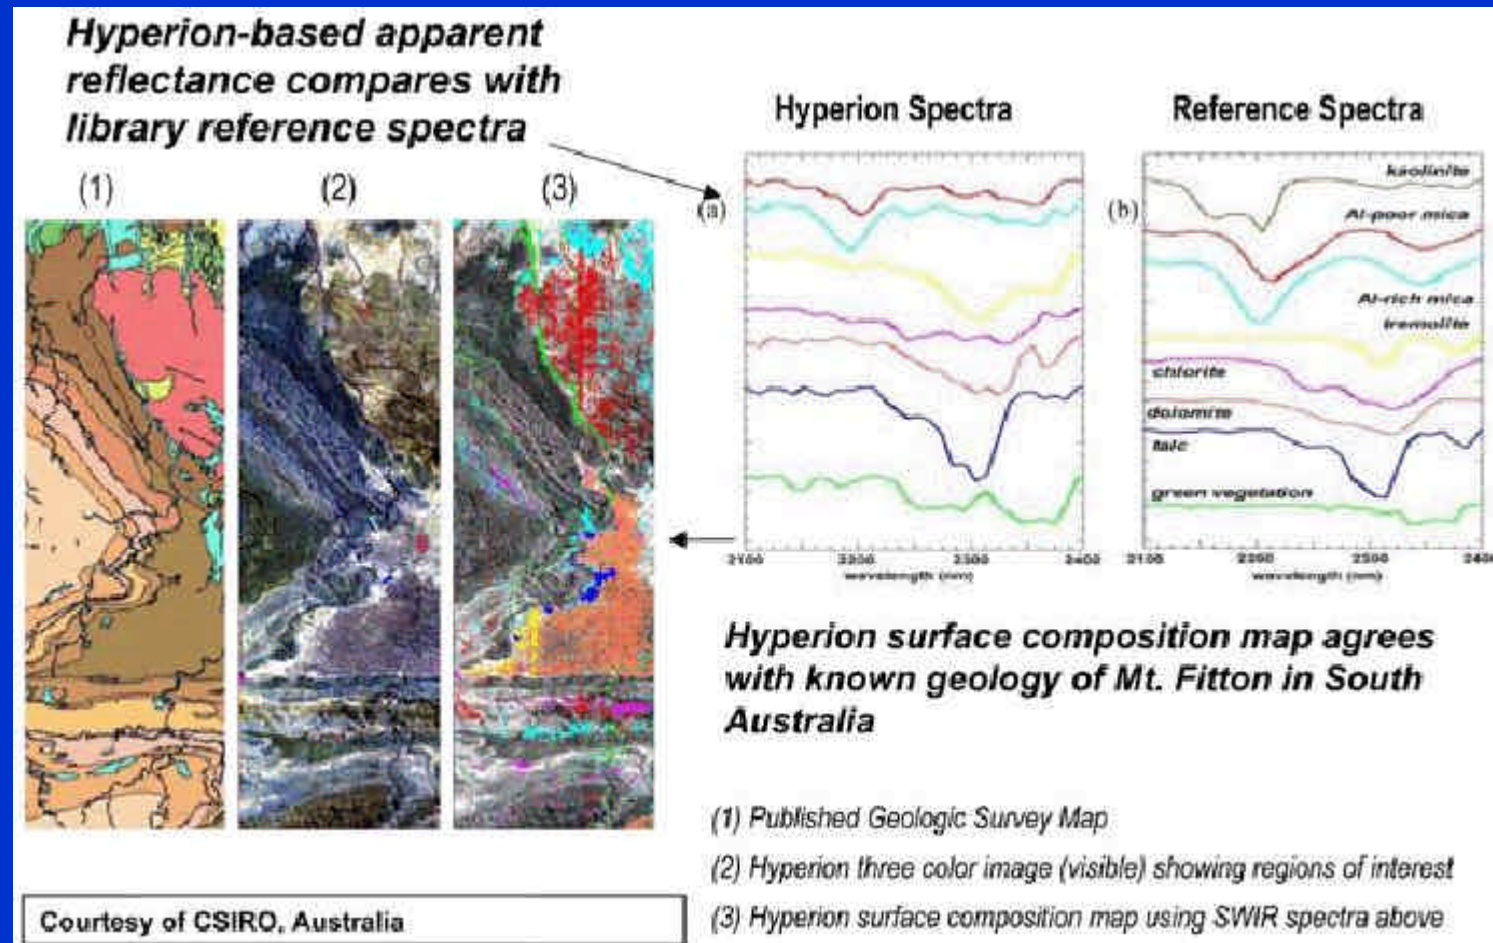 Hyperion-based apparent
reflectance compares with
library reference spectra
(1)
(2)
(3)
Hyperion Spectra
Reference Spectra
(a)
(b)
kaolinite
Al-poor mica
Al-rich mica
tremolite
chlorite
dolomite
talc
green vegetation
2100 2200 2300 2400
wavelength (nm)
2100 2200 2300 2400
wavelength (nm)
Hyperion surface composition map agrees
with known geology of Mt. Fitton in South
Australia
(1) Published Geologic Survey Map
(2) Hyperion three color image (visible) showing regions of interest
(3) Hyperion surface composition map using SWIR spectra above
Courtesy of CSIRO, Australia